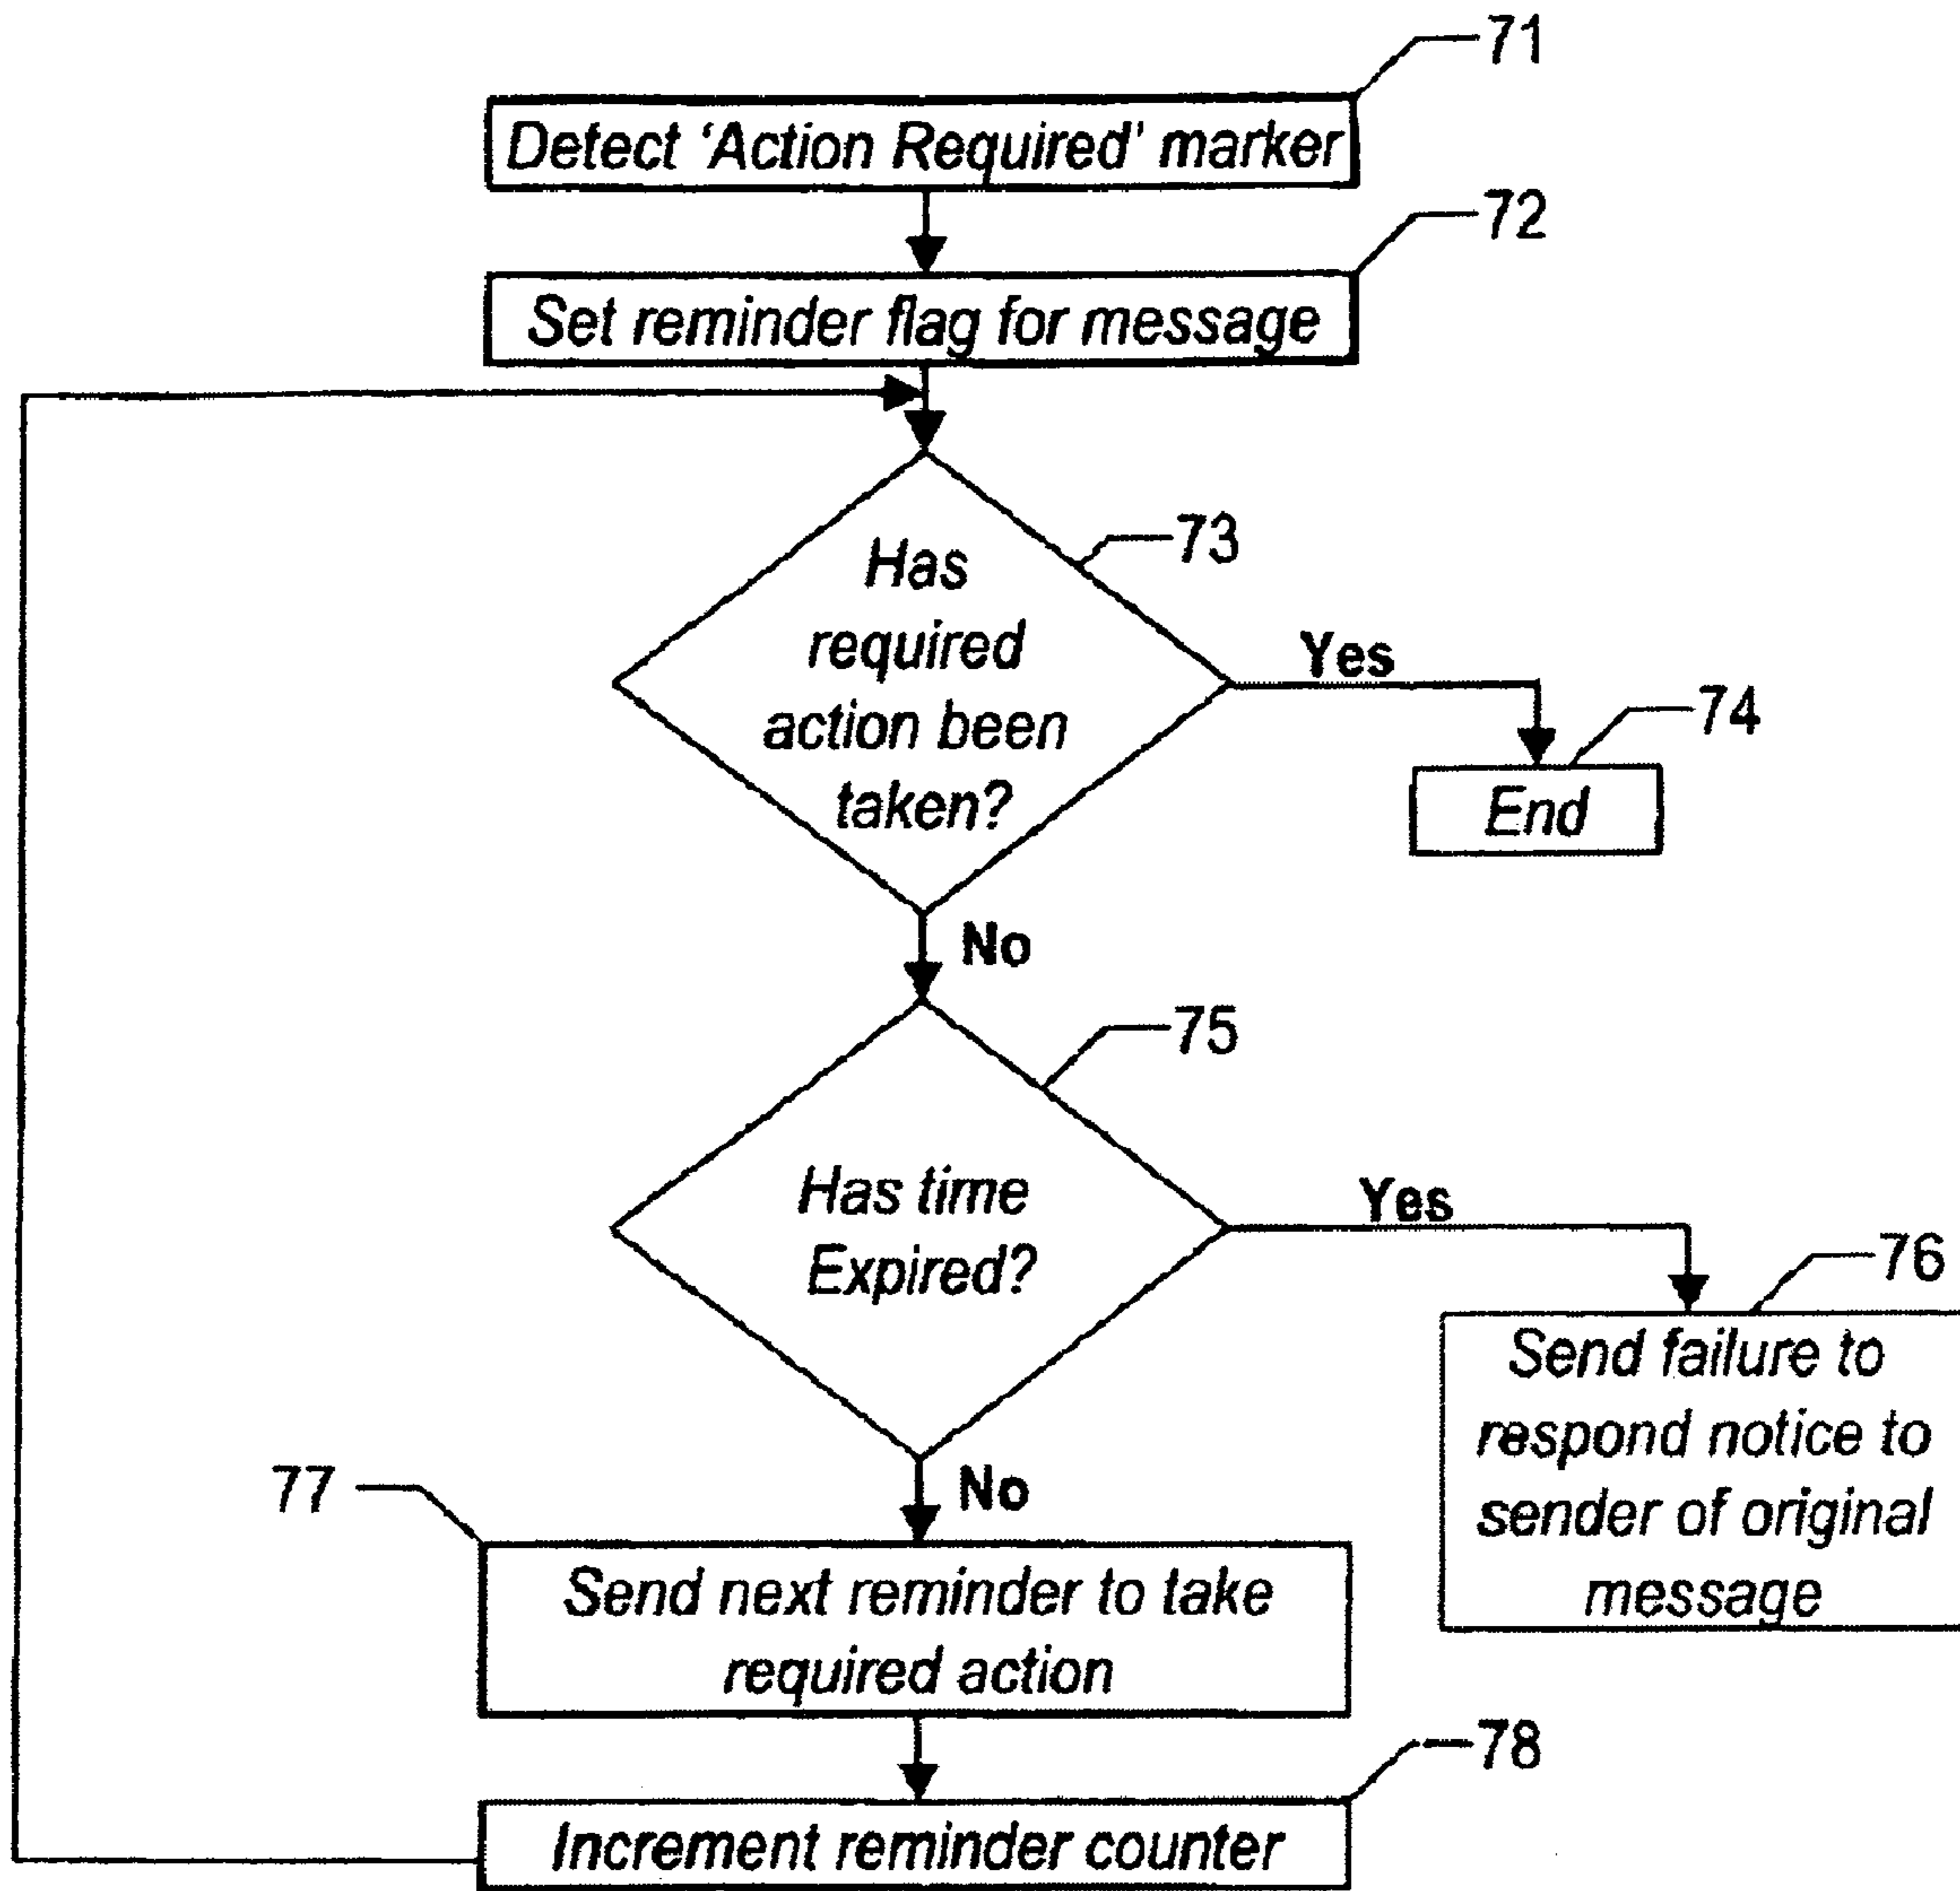 71
Detect 'Action Required' marker
72
Set reminder flag for message
73
Has
required
action been
taken?
Yes
74
End
No
75
Has time
Expired?
Yes
76
Send failure to
respond notice to
sender of original
message
No
77
Send next reminder to take
required action
78
Increment reminder counter